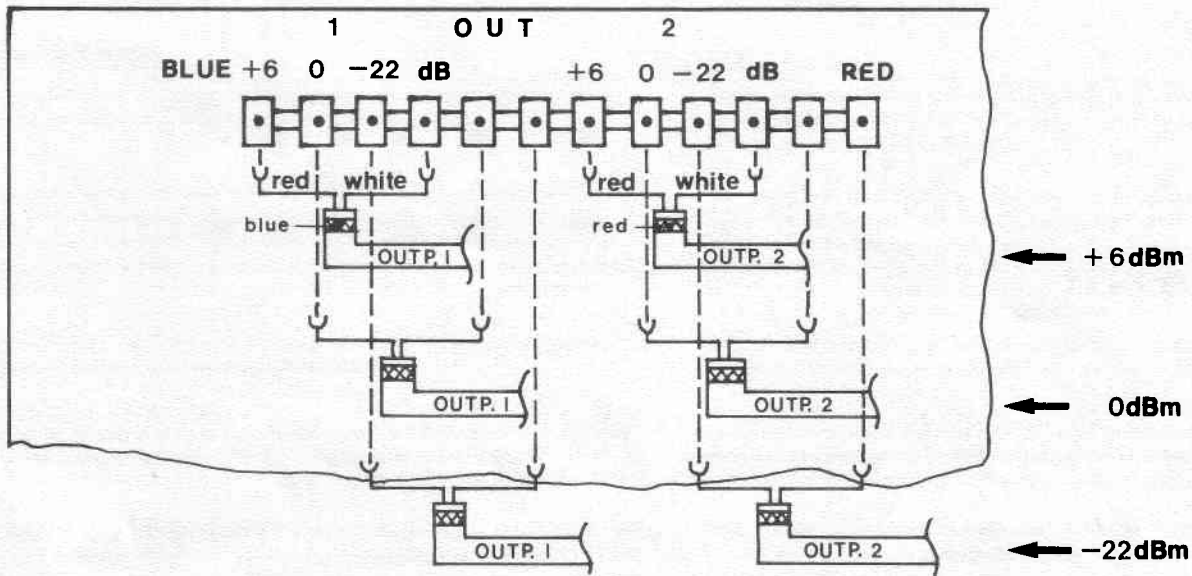 1 OUT 2
BLUE +6 0 −22 dB +6 0 −22 dB RED
red white red white
blue red
OUTP. 1 OUTP. 2 +6dBm
OUTP. 1 OUTP. 2 0dBm
OUTP. 1 OUTP. 2 −22dBm